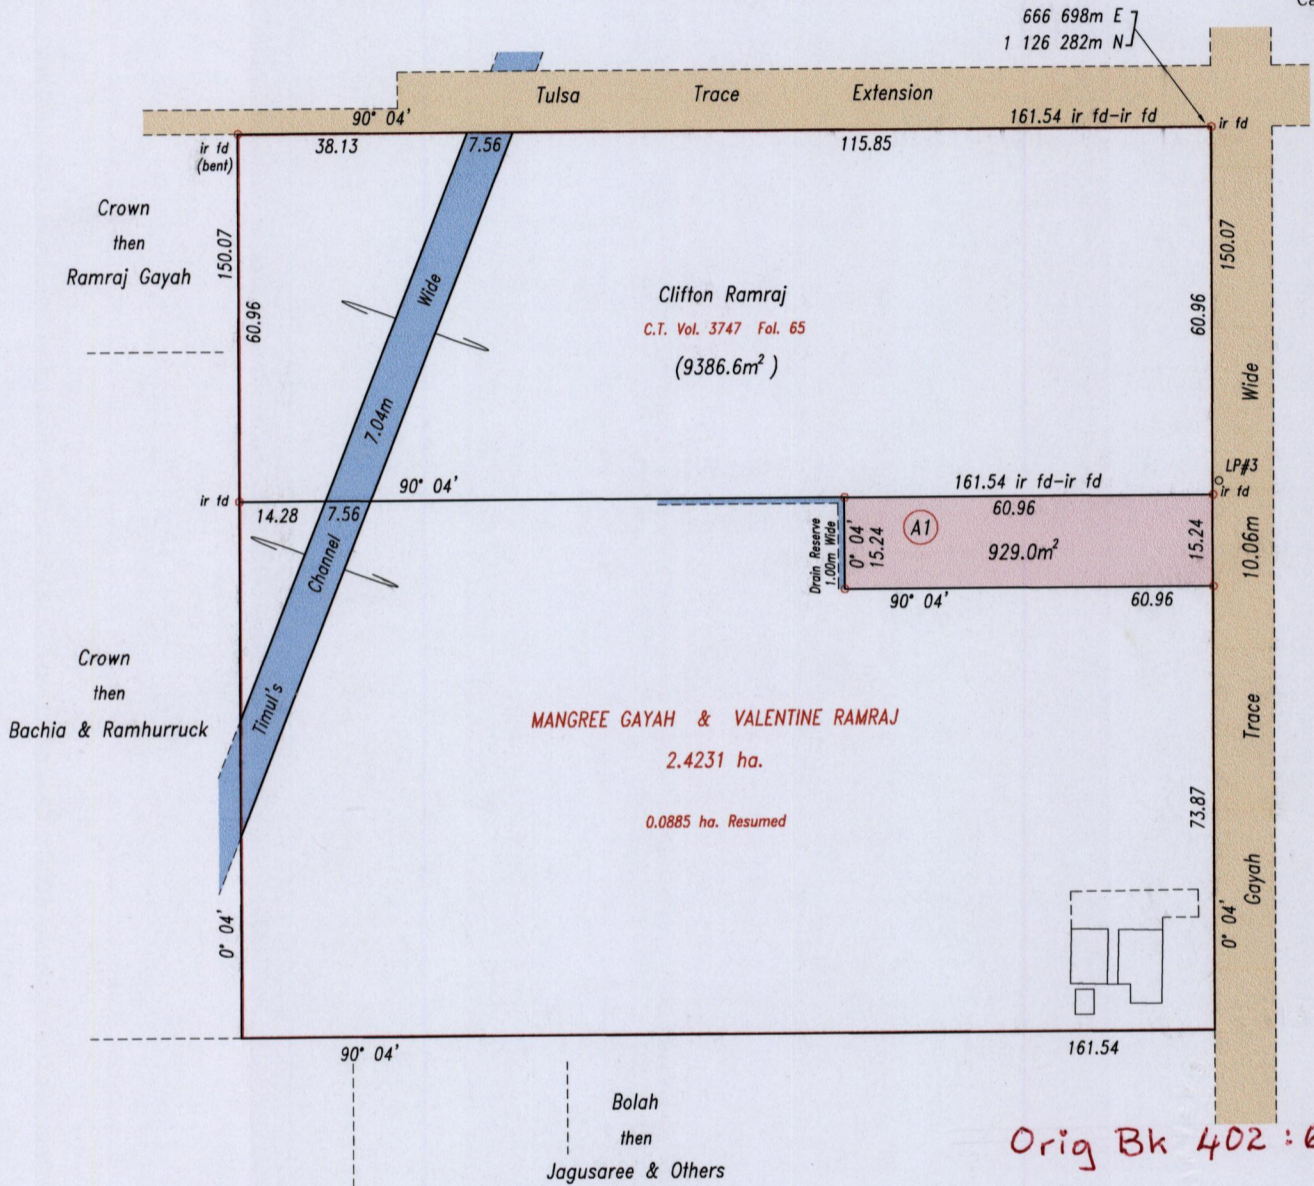 Ca
666 698m E
1 126 282m N
Tulsa Trace Extension
90° 04'
161.54 ir fd-ir fd
ir fd
ir fd
(bent)
38.13
7.56
115.85
Crown
then
Ramraj Gayah
150.07
60.96
Wide
7.04m
Clifton Ramraj
C.T. Vol. 3747 Fol. 65
(9386.6m²)
150.07
60.96
Wide
LP#3
ir fd
ir fd
90° 04'
161.54 ir fd-ir fd
14.28
7.56
60.96
Drain Reserve
1.00m Wide
0° 04'
15.24
A1
929.0m²
15.24
10.06m
90° 04'
60.96
Channel
Timul's
Crown
then
Bachia & Ramhurruck
MANGREE GAYAH & VALENTINE RAMRAJ
2.4231 ha.
0.0885 ha. Resumed
73.87
Trace
Gayah
0° 04'
0° 04'
90° 04'
161.54
Bolah
then
Jagusaree & Others
Orig Bk 402 :